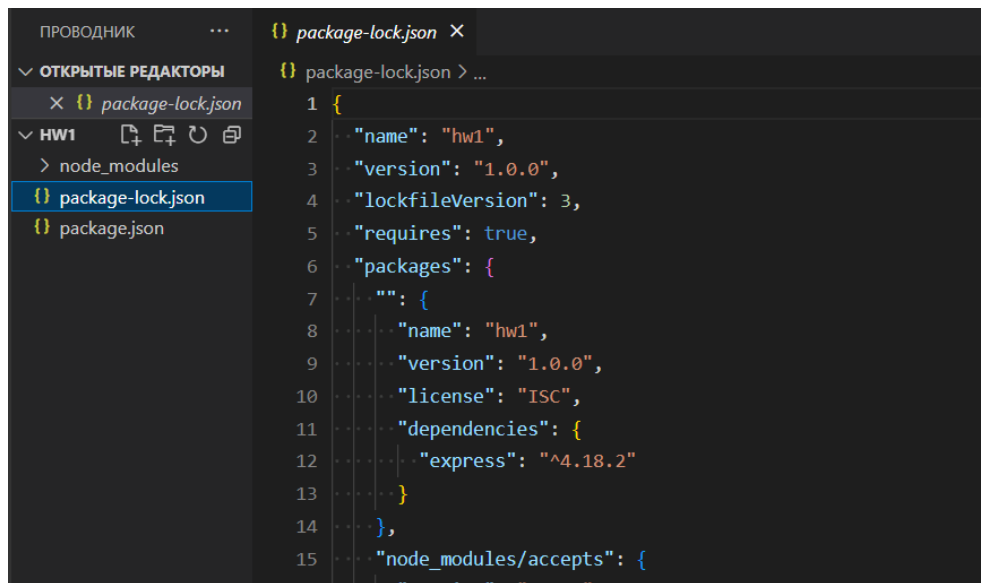 ПРОВОДНИК ...
ОТКРЫТЫЕ РЕДАКТОРЫ
package-lock.json
HW1
node_modules
package-lock.json
package.json
package-lock.json
package-lock.json > ...
1 {
2 "name": "hw1",
3 "version": "1.0.0",
4 "lockfileVersion": 3,
5 "requires": true,
6 "packages": {
7 "": {
8 "name": "hw1",
9 "version": "1.0.0",
10 "license": "ISC",
11 "dependencies": {
12 "express": "^4.18.2"
13 }
14 },
15 "node_modules/accepts": {